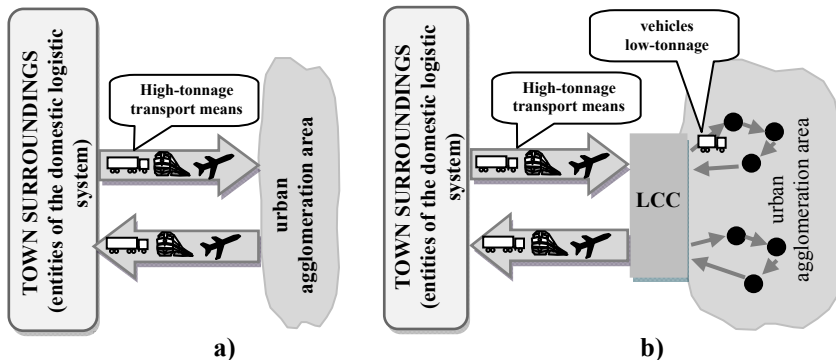 TOWN SURROUNDINGS
(entities of the domestic logistic
system)
High-tonnage
transport means
urban
agglomeration area
a)
TOWN SURROUNDINGS
(entities of the domestic logistic
system)
High-tonnage
transport means
vehicles
low-tonnage
LCC
urban
agglomeration area
b)